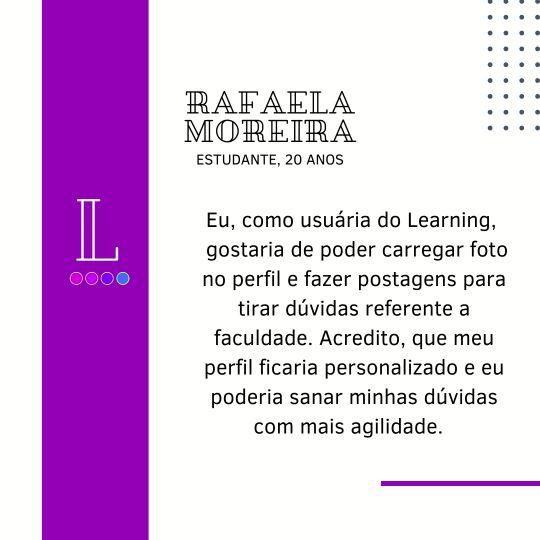 RAFAELA
MOREIRA
ESTUDANTE, 20 ANOS
L
Eu, como usuária do Learning,
gostaria de poder carregar foto
no perfil e fazer postagens para
tirar dúvidas referente a
faculdade. Acredito, que meu
perfil ficaria personalizado e eu
poderia sanar minhas dúvidas
com mais agilidade.